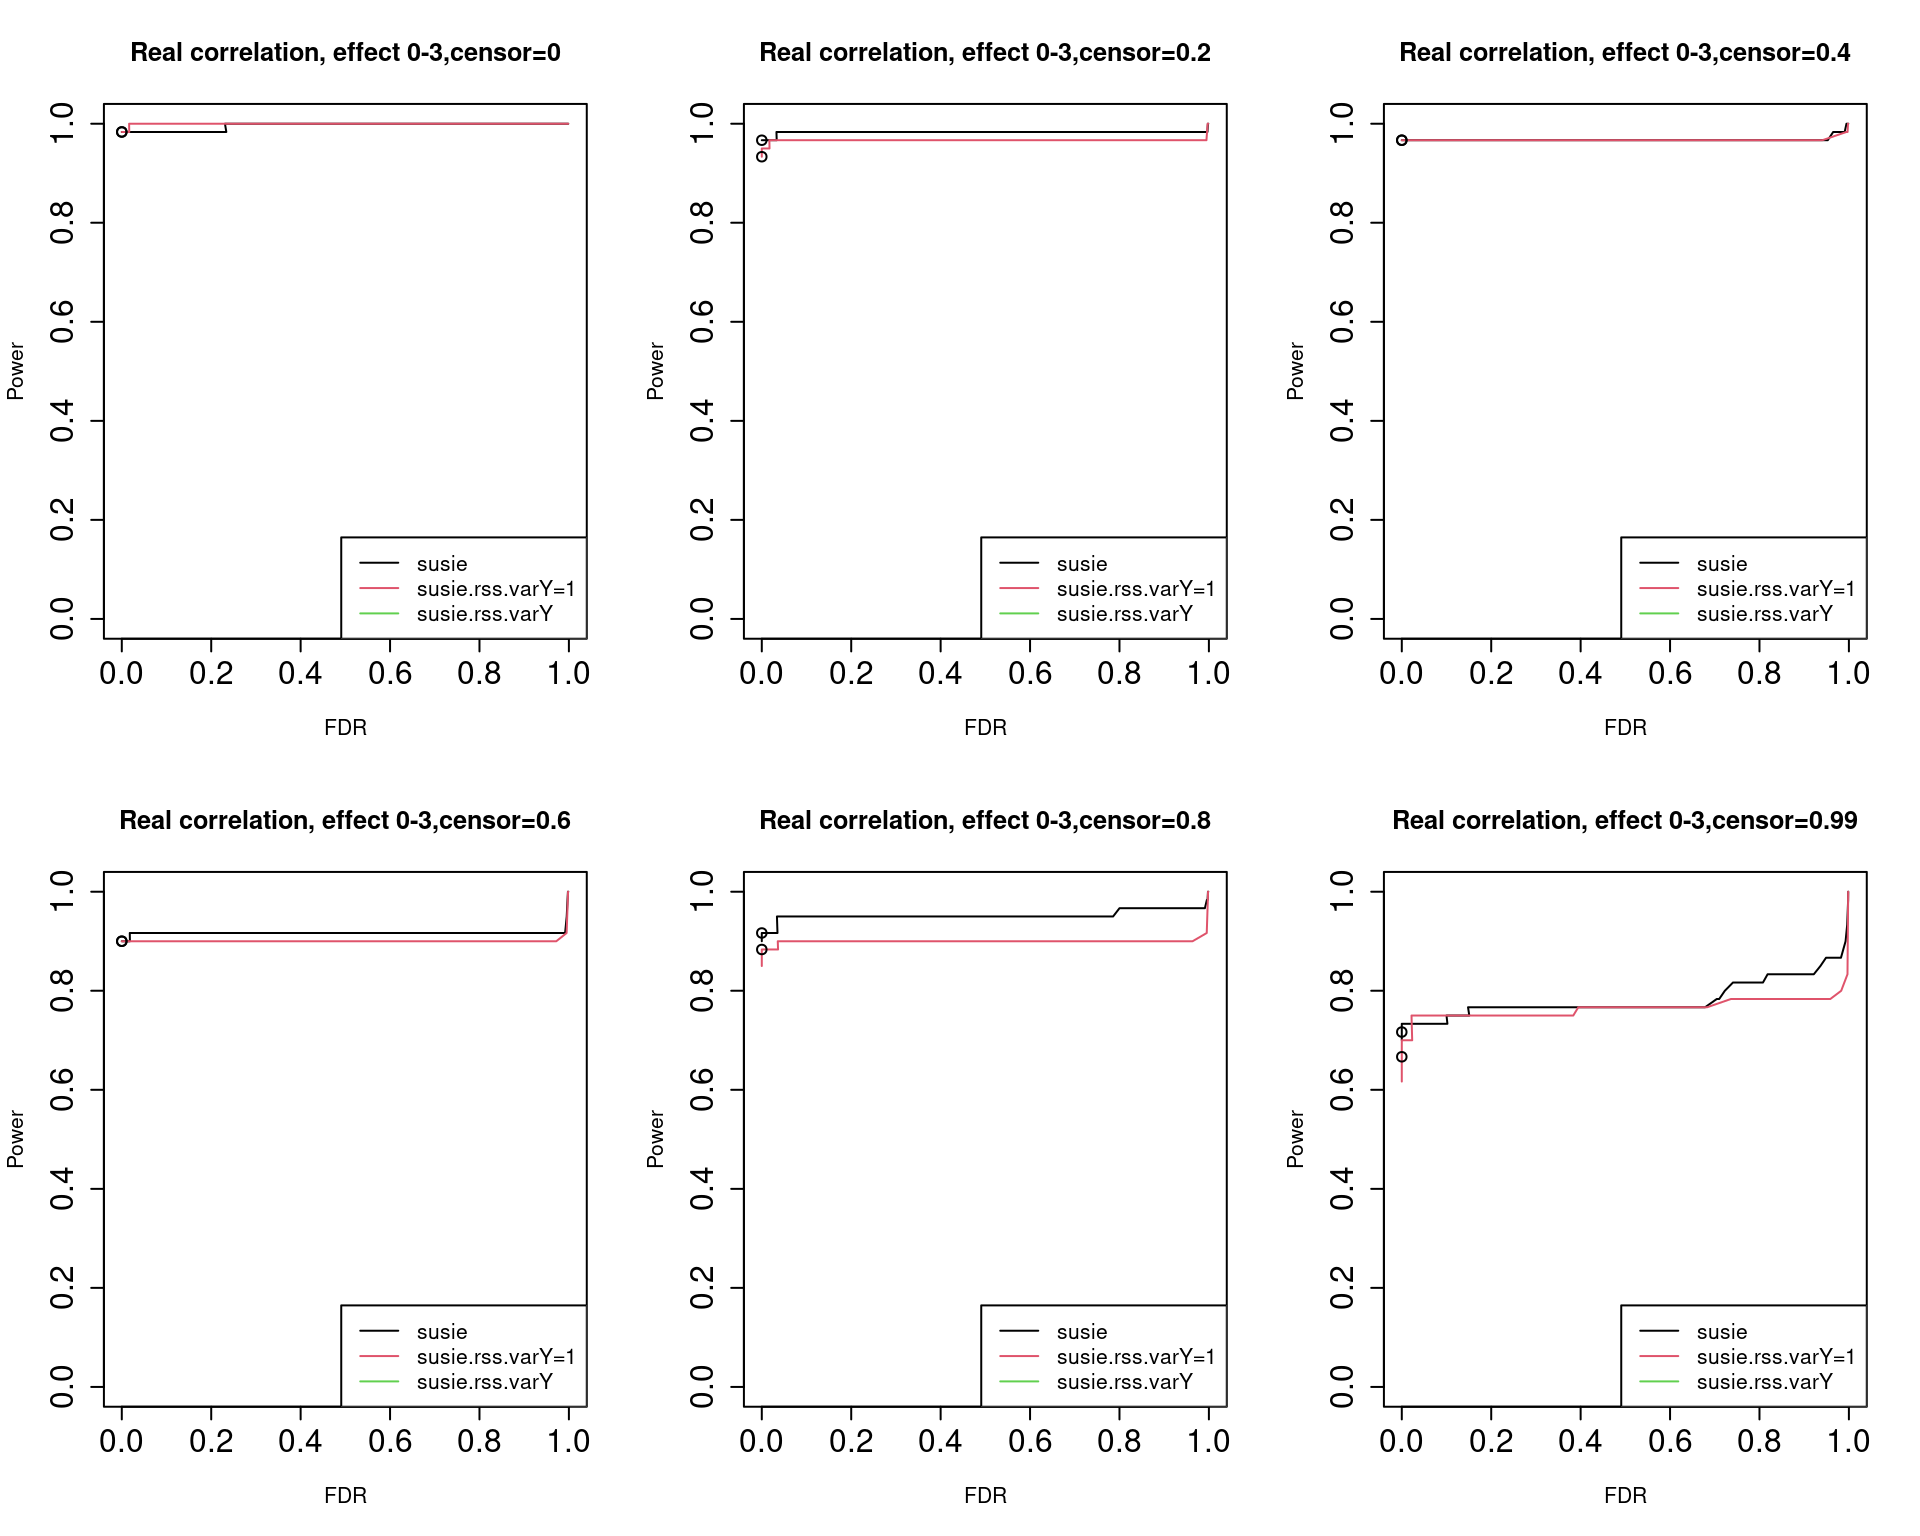 Real correlation, effect 0-3,censor=0
Power
1.0
0.8
0.6
0.4
0.2
0.0
susie
susie.rss.varY=1
susie.rss.varY
0.0 0.2 0.4 0.6 0.8 1.0
FDR
Real correlation, effect 0-3,censor=0.2
Power
1.0
0.8
0.6
0.4
0.2
0.0
susie
susie.rss.varY=1
susie.rss.varY
0.0 0.2 0.4 0.6 0.8 1.0
FDR
Real correlation, effect 0-3,censor=0.4
Power
1.0
0.8
0.6
0.4
0.2
0.0
susie
susie.rss.varY=1
susie.rss.varY
0.0 0.2 0.4 0.6 0.8 1.0
FDR
Real correlation, effect 0-3,censor=0.6
Power
1.0
0.8
0.6
0.4
0.2
0.0
susie
susie.rss.varY=1
susie.rss.varY
0.0 0.2 0.4 0.6 0.8 1.0
FDR
Real correlation, effect 0-3,censor=0.8
Power
1.0
0.8
0.6
0.4
0.2
0.0
susie
susie.rss.varY=1
susie.rss.varY
0.0 0.2 0.4 0.6 0.8 1.0
FDR
Real correlation, effect 0-3,censor=0.99
Power
1.0
0.8
0.6
0.4
0.2
0.0
susie
susie.rss.varY=1
susie.rss.varY
0.0 0.2 0.4 0.6 0.8 1.0
FDR